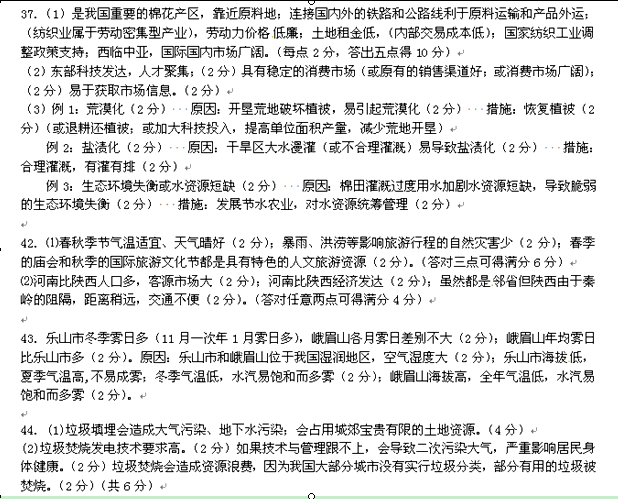 37.（1）是我国重要的棉花产区，靠近原料地；连接国内外的铁路和公路线利于原料运输和产品外运；
（纺织业属于劳动密集型产业），劳动力价格低廉；土地租金低，（内部交易成本低）；国家纺织工业调
整政策支持；西临中亚，国际国内市场广阔。（每点 2分，答出五点得 10 分）
（2）东部科技发达，人才聚集；（2 分）具有稳定的消费市场（或原有的销售渠道好；或消费市场广阔）；
（2 分）易于获取市场信息。（2 分）
（3）例 1：荒漠化（2 分）···原因：开垦荒地破坏植被，易引起荒漠化（2 分）···措施：恢复植被（2
分）（或退耕还植被；或加大科技投入，提高单位面积产量，减少荒地开垦）
例 2：盐渍化（2 分）···原因：干旱区大水漫灌（或不合理灌溉）易导致盐渍化（2 分）···措施：
合理灌溉，有灌有排（2 分）
例 3：生态环境失衡或水资源短缺（2 分）···原因：棉田灌溉过度用水加剧水资源短缺，导致脆弱
的生态环境失衡（2 分）···措施：发展节水农业，对水资源统筹管理（2 分）
42. ⑴春秋季节气温适宜、天气晴好（2 分）；暴雨、洪涝等影响旅游行程的自然灾害少（2 分）；春季
的庙会和秋季的国际旅游文化节都是具有特色的人文旅游资源（2 分）。（答对三点可得满分 6 分）
⑵河南比陕西人口多，客源市场大（2 分）；河南比陕西经济发达（2 分）；虽然都是邻省但陕西由于秦
岭的阻隔，距离稍远，交通不便（2 分）。（答对任意两点可得满分 4 分）
43. 乐山市冬季雾日多（11 月—次年 1 月雾日多），峨眉山各月雾日差别不大（2 分）；峨眉山年均雾日
比乐山市多（2 分）。原因：乐山市和峨眉山位于我国湿润地区，空气湿度大（2 分）；乐山市海拔低，
夏季气温高,不易成雾；冬季气温低，水汽易饱和而多雾（2 分）；峨眉山海拔高，全年气温低，水汽易
饱和而多雾（2 分）。
44. (1)垃圾填埋会造成大气污染、地下水污染；会占用城郊宝贵有限的土地资源。（4 分）
(2)垃圾焚烧发电技术要求高。（2 分）如果技术与管理跟不上，会导致二次污染大气，严重影响居民身
体健康。（2 分）垃圾焚烧会造成资源浪费，因为我国大部分城市没有实行垃圾分类，部分有用的垃圾被
焚烧。（2 分）（共 6 分）